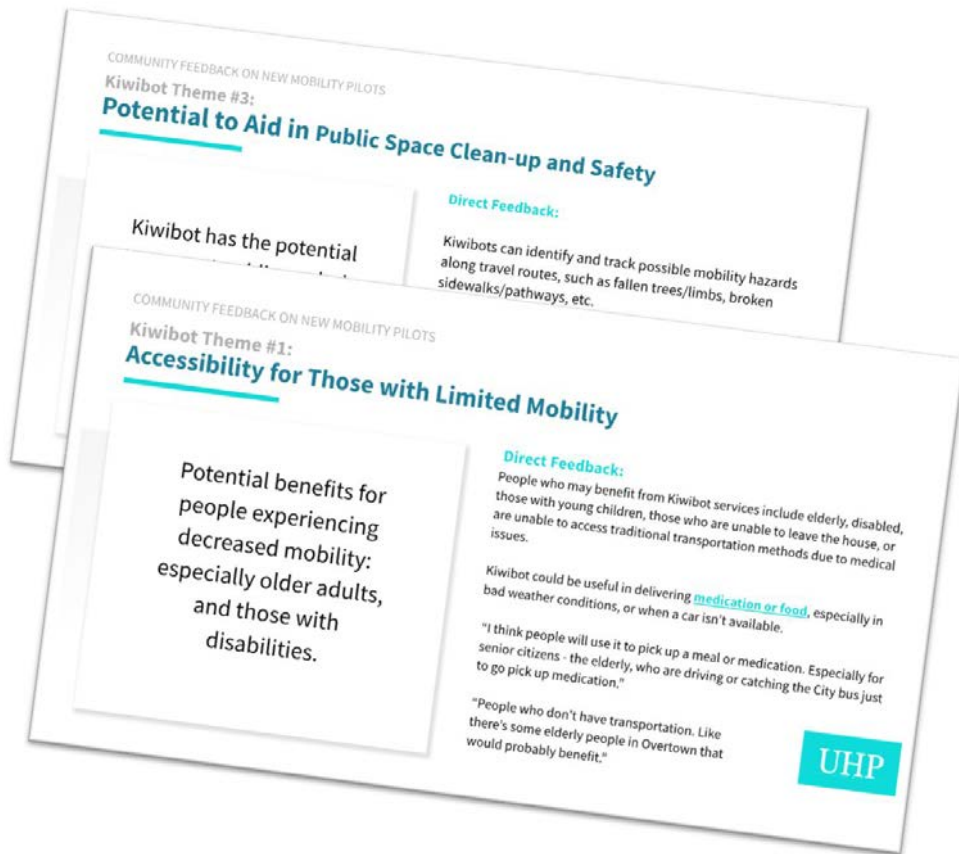 COMMUNITY FEEDBACK ON NEW MOBILITY PILOTS
Kiwibot Theme #3:
Potential to Aid in Public Space Clean-up and Safety
Kiwibot has the potential
Direct Feedback:
Kiwibots can identify and track possible mobility hazards
along travel routes, such as fallen trees/limbs, broken
sidewalks/pathways, etc.
COMMUNITY FEEDBACK ON NEW MOBILITY PILOTS
Kiwibot Theme #1:
Accessibility for Those with Limited Mobility
Potential benefits for
people experiencing
decreased mobility:
especially older adults,
and those with
disabilities.
Direct Feedback:
People who may benefit from Kiwibot services include elderly, disabled,
those with young children, those who are unable to leave the house, or
are unable to access traditional transportation methods due to medical
issues.
Kiwibot could be useful in delivering medication or food, especially in
bad weather conditions, or when a car isn't available.
"I think people will use it to pick up a meal or medication. Especially for
senior citizens - the elderly, who are driving or catching the City bus just
to go pick up medication."
"People who don't have transportation. Like
there's some elderly people in Overtown that
would probably benefit."
UHP